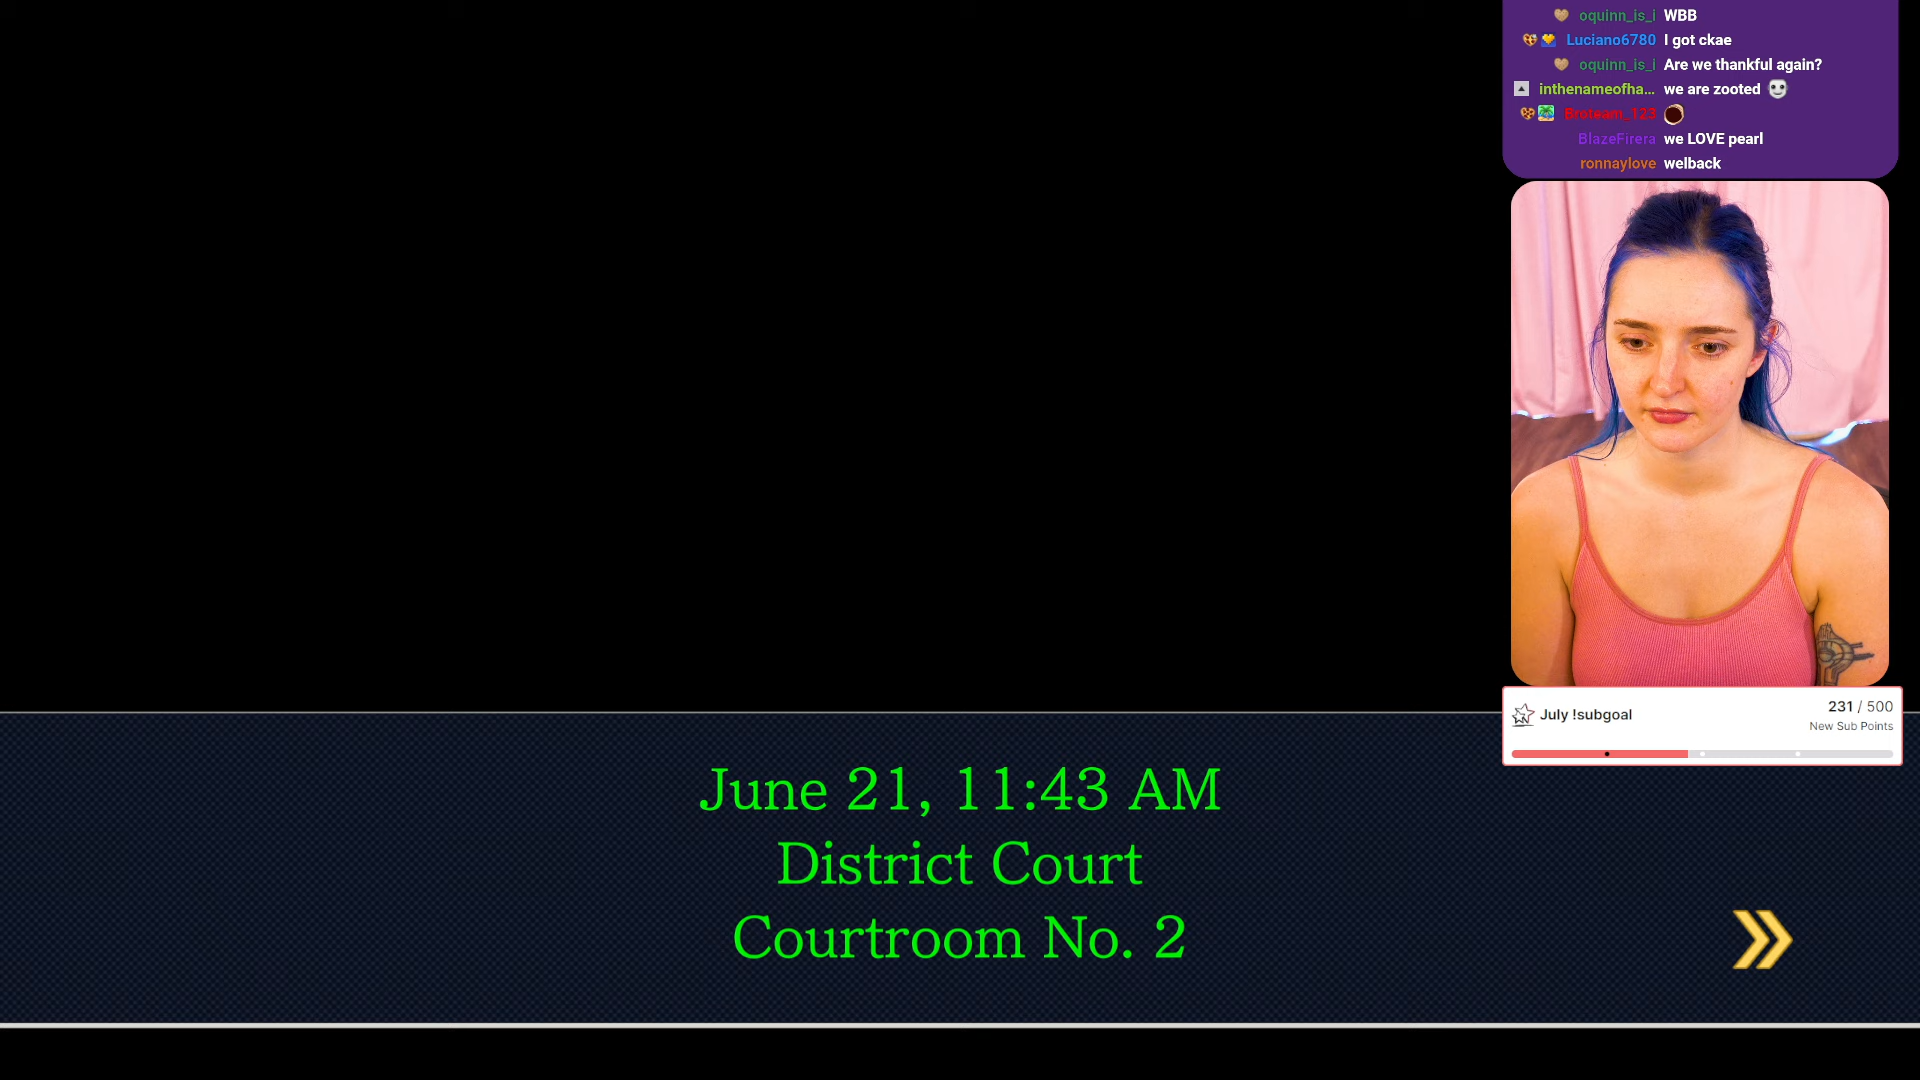 oquinn_is_i WBB
Luciano6780 I got ckae
oquinn_is_i Are we thankful again?
inthenameofha... we are zooted
Broteam_123
BlazeFirera we LOVE pearl
ronnaylove welback
July !subgoal
231 / 500
New Sub Points
June 21, 11:43 AM
District Court
Courtroom No. 2